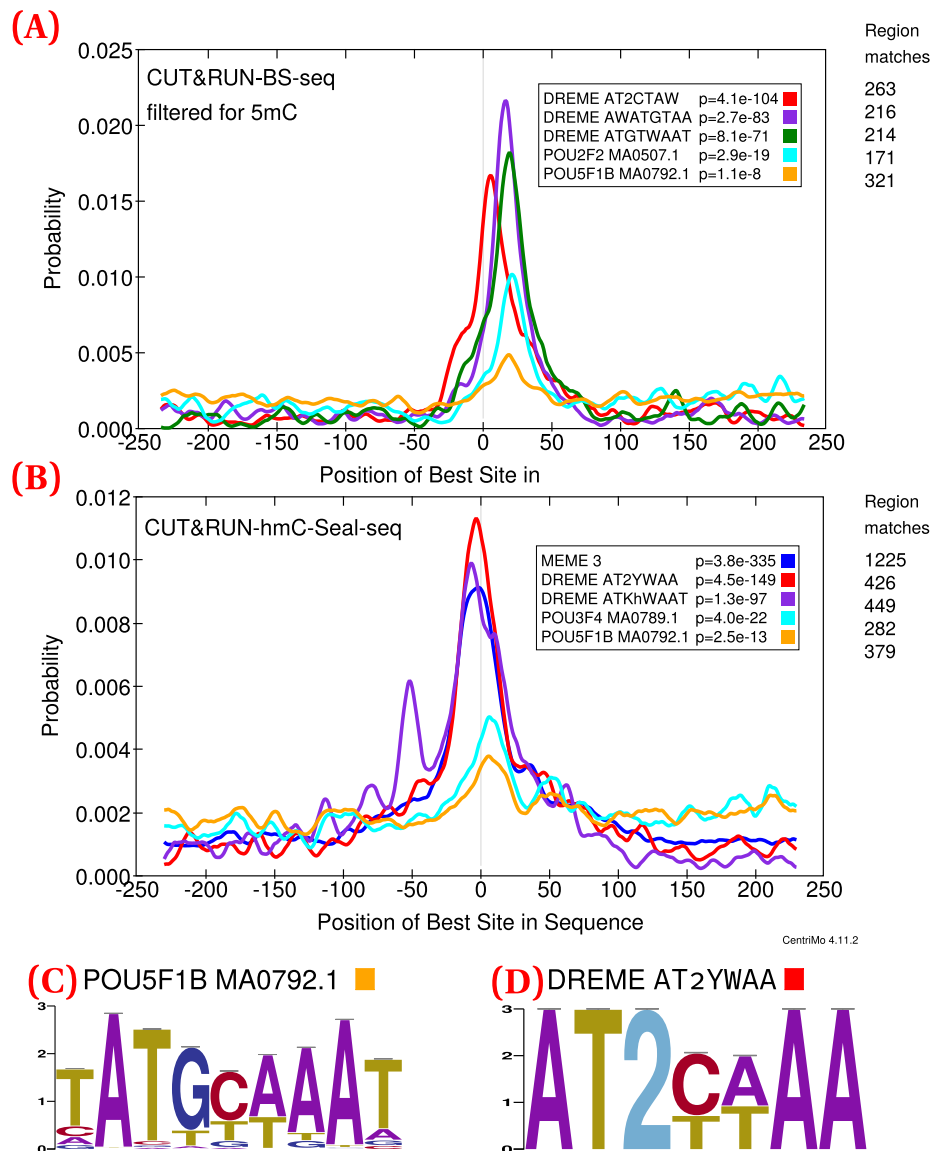 (A)
Region
matches
0.025
0.020
0.015
0.010
0.005
0.000
Probability
CUT&RUN-BS-seq
filtered for 5mC
DREME AT2CTAW p=4.1e-104
DREME AWATGTAA p=2.7e-83
DREME ATGTWAAT p=8.1e-71
POU2F2 MA0507.1 p=2.9e-19
POU5F1B MA0792.1 p=1.1e-8
263
216
214
171
321
-250 -200 -150 -100 -50 0 50 100 150 200 250
Position of Best Site in
(B)
Region
matches
0.012
0.010
0.008
0.006
0.004
0.002
0.000
Probability
CUT&RUN-hmC-Seal-seq
MEME 3 p=3.8e-335
DREME AT2YWAA p=4.5e-149
DREME ATKhWAAT p=1.3e-97
POU3F4 MA0789.1 p=4.0e-22
POU5F1B MA0792.1 p=2.5e-13
1225
426
449
282
379
-250 -200 -150 -100 -50 0 50 100 150 200 250
Position of Best Site in Sequence
CentriMo 4.11.2
(C) POU5F1B MA0792.1
3
2
1
0
TATGCAAAT
(D) DREME AT2YWAA
3
2
1
0
AT2CAAA
TT